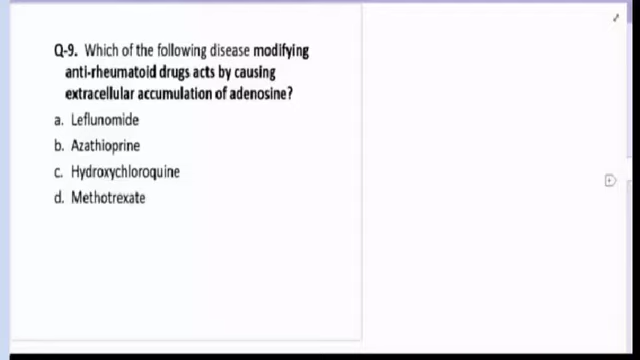 Q-9. Which of the following disease modifying
anti-rheumatoid drugs acts by causing
extracellular accumulation of adenosine?
a. Leflunomide
b. Azathioprine
c. Hydroxychloroquine
d. Methotrexate